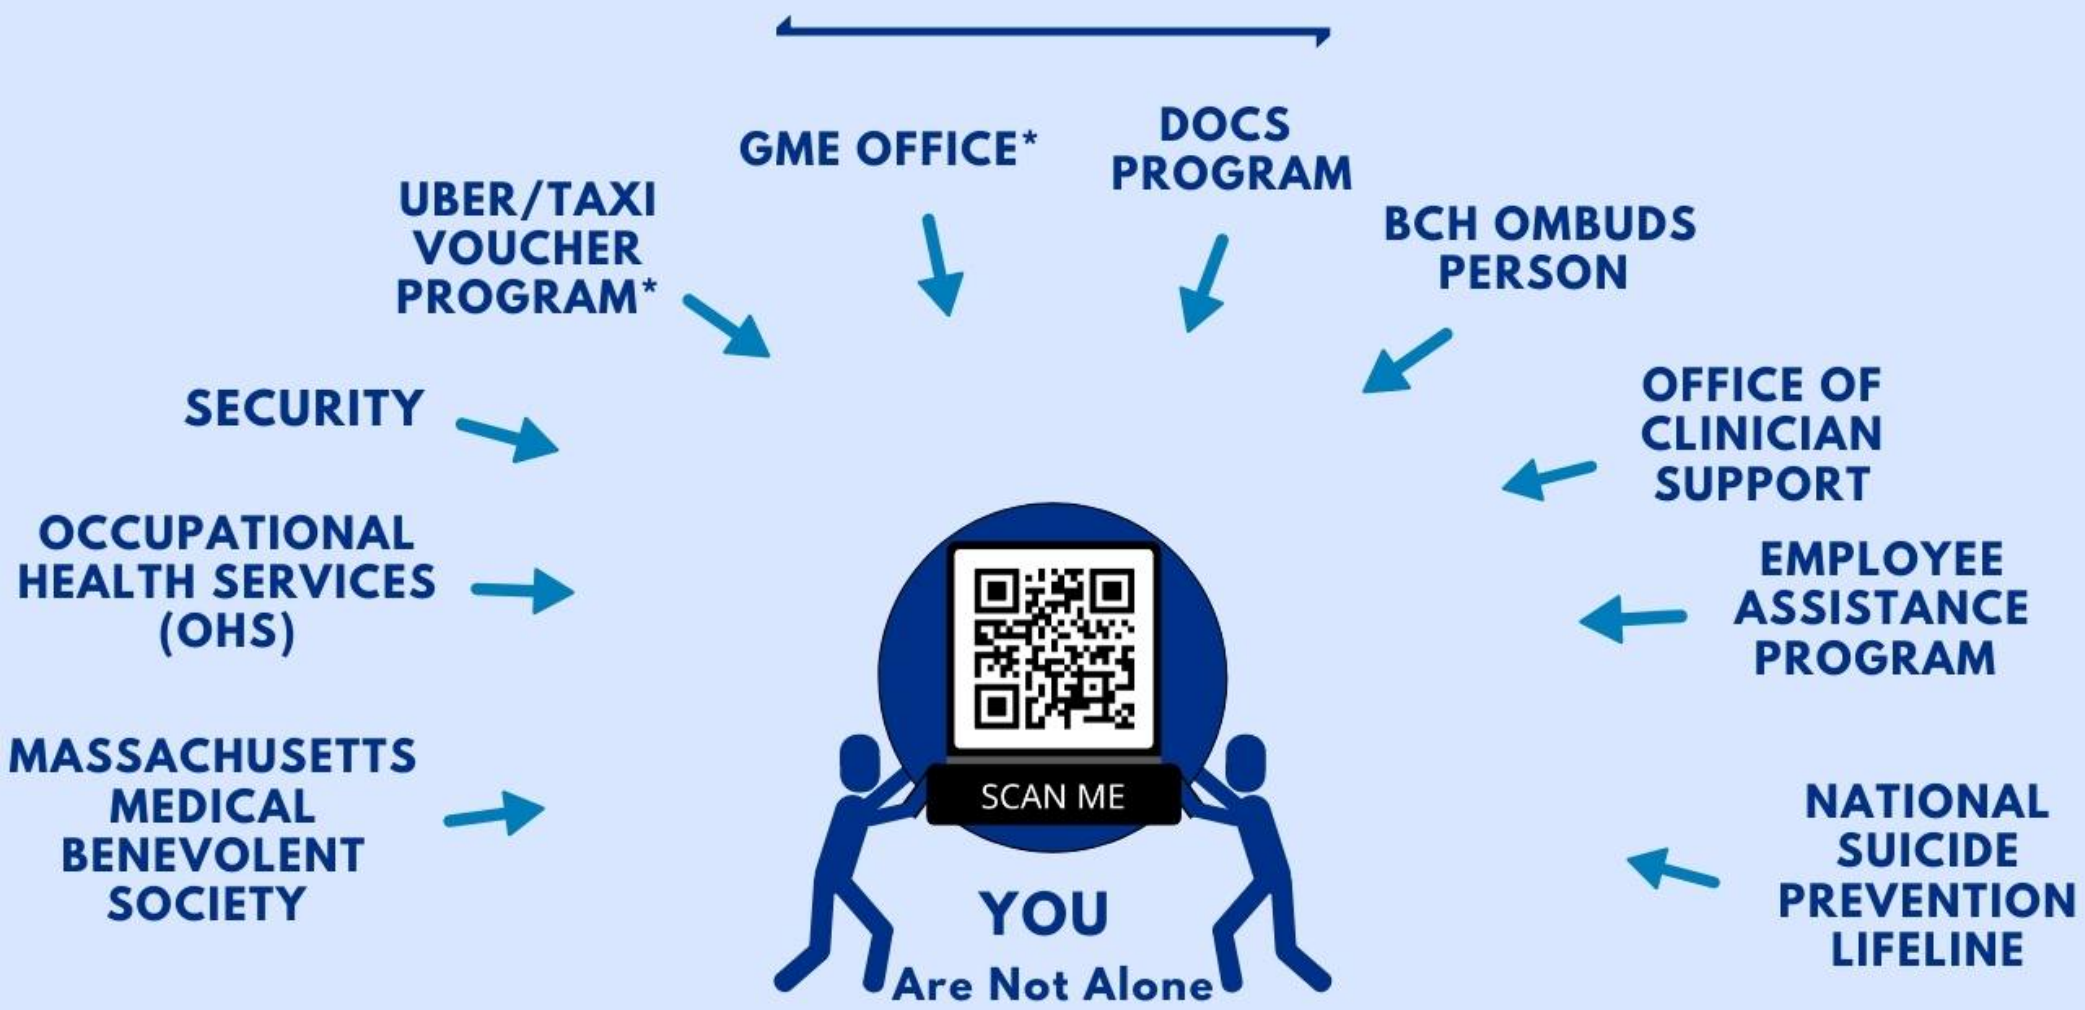 GME OFFICE*
DOCS
PROGRAM
UBER/TAXI
VOUCHER
PROGRAM*
BCH OMBUDS
PERSON
SECURITY
OFFICE OF
CLINICIAN
SUPPORT
OCCUPATIONAL
HEALTH SERVICES
(OHS)
EMPLOYEE
ASSISTANCE
PROGRAM
MASSACHUSETTS
MEDICAL
BENEVOLENT
SOCIETY
NATIONAL
SUICIDE
PREVENTION
LIFELINE
SCAN ME
YOU
Are Not Alone